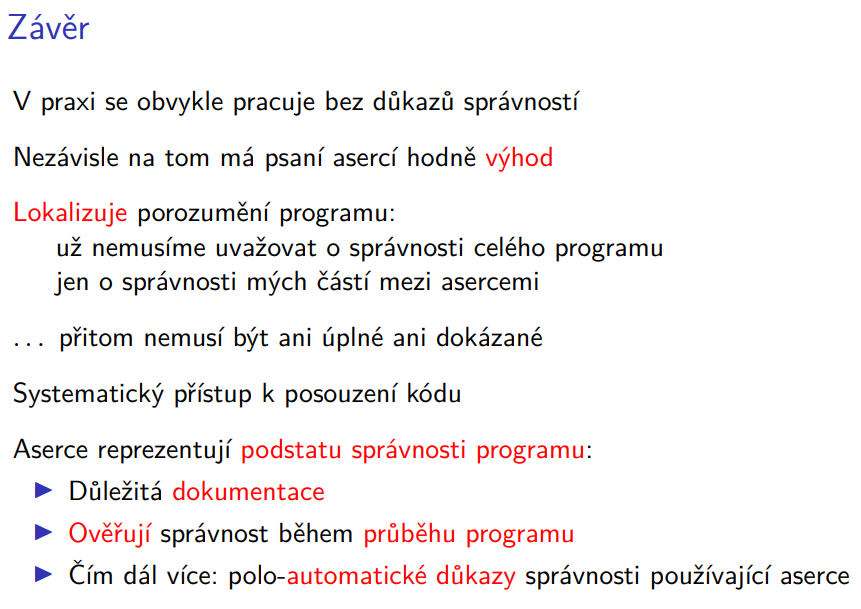 Závěr
V praxi se obvykle pracuje bez důkazů správností
Nezávisle na tom má psaní asercí hodně výhod
Lokalizuje porozumění programu:
už nemusíme uvažovat o správnosti celého programu
jen o správnosti mých částí mezi asercemi
... přitom nemusí být ani úplné ani dokázané
Systematický přístup k posouzení kódu
Aserce reprezentují podstatu správnosti programu:
▶ Důležitá dokumentace
▶ Ověřují správnost během průběhu programu
▶ Čím dál více: polo-automatické důkazy správnosti používající aserce